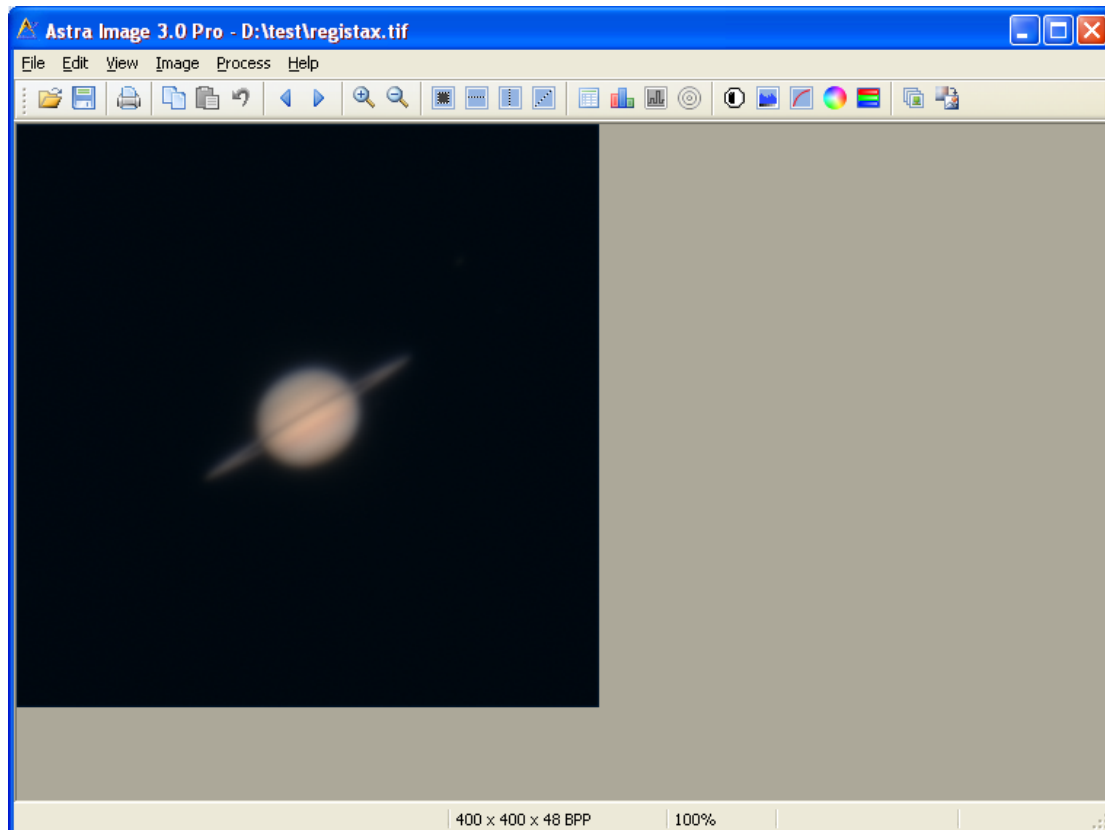 Astra Image 3.0 Pro - D:\test\registax.tif
File Edit View Image Process Help
400 x 400 x 48 BPP 100%